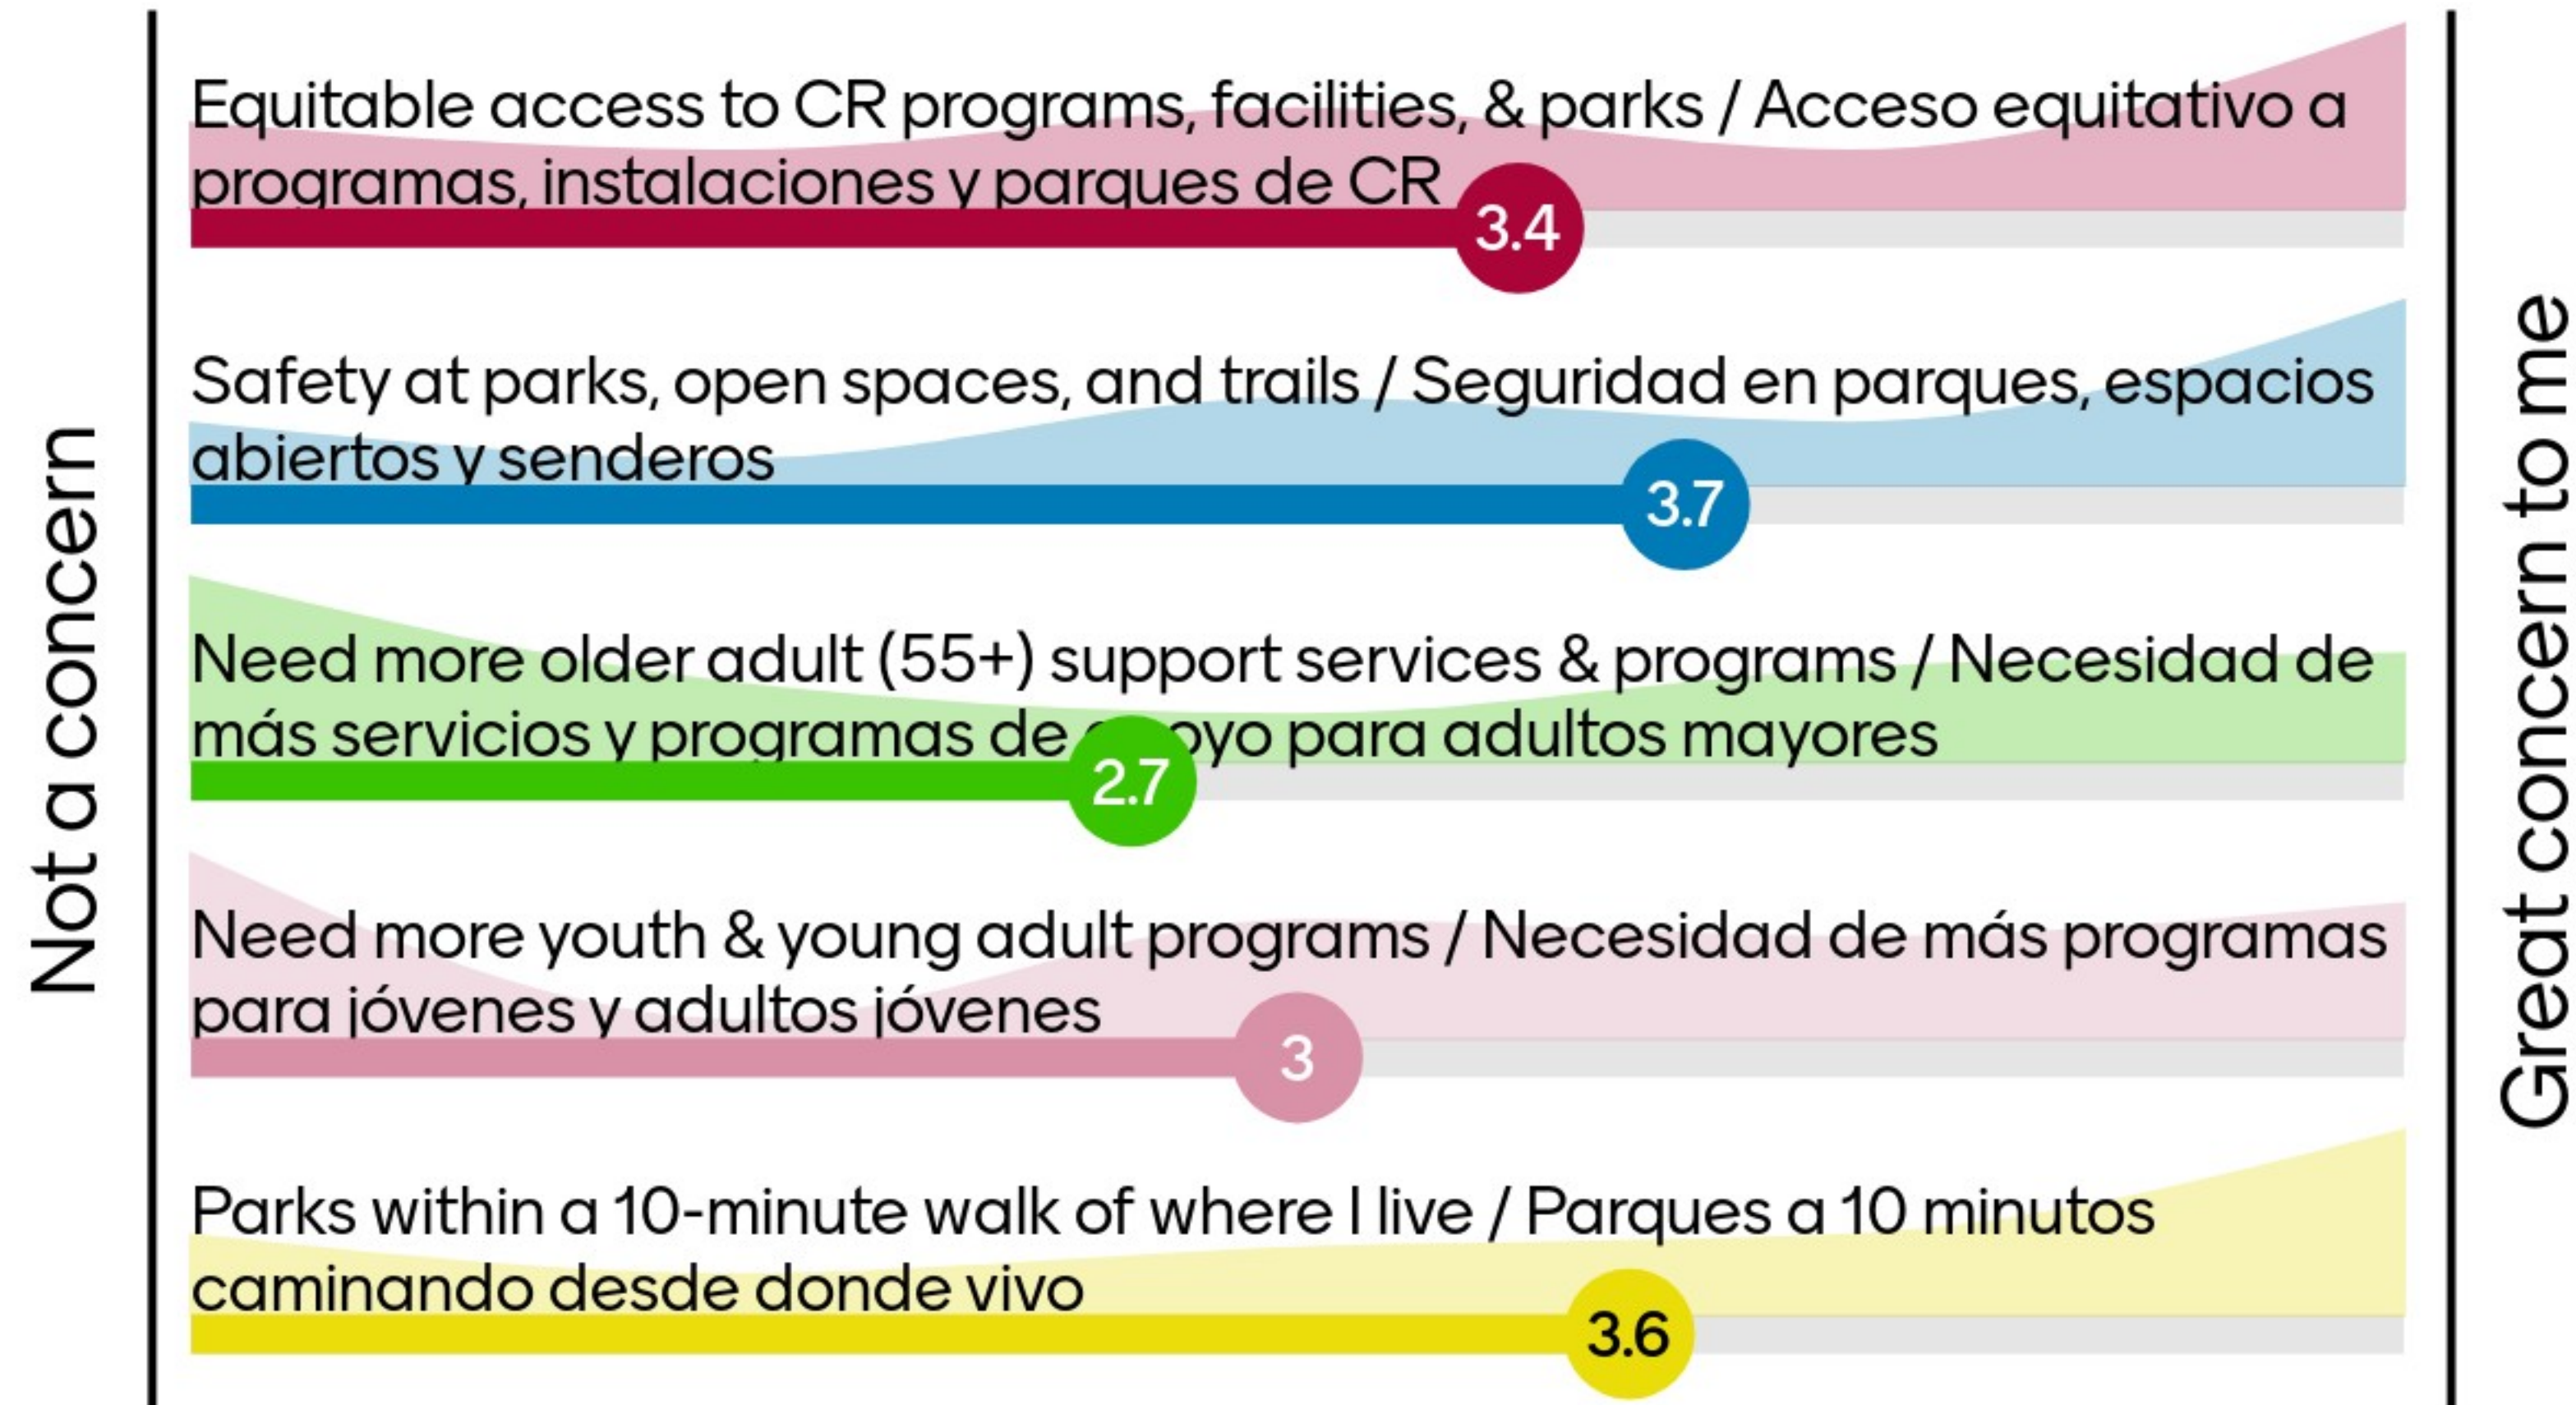 Not a concern
Equitable access to CR programs, facilities, & parks / Acceso equitativo a
programas, instalaciones y parques de CR
3.4
Safety at parks, open spaces, and trails / Seguridad en parques, espacios
abiertos y senderos
3.7
Need more older adult (55+) support services & programs / Necesidad de
más servicios y programas de oyo para adultos mayores
2.7
Need more youth & young adult programs / Necesidad de más programas
para jóvenes y adultos jóvenes
3
Parks within a 10-minute walk of where I live / Parques a 10 minutos
caminando desde donde vivo
3.6
Great concern to me